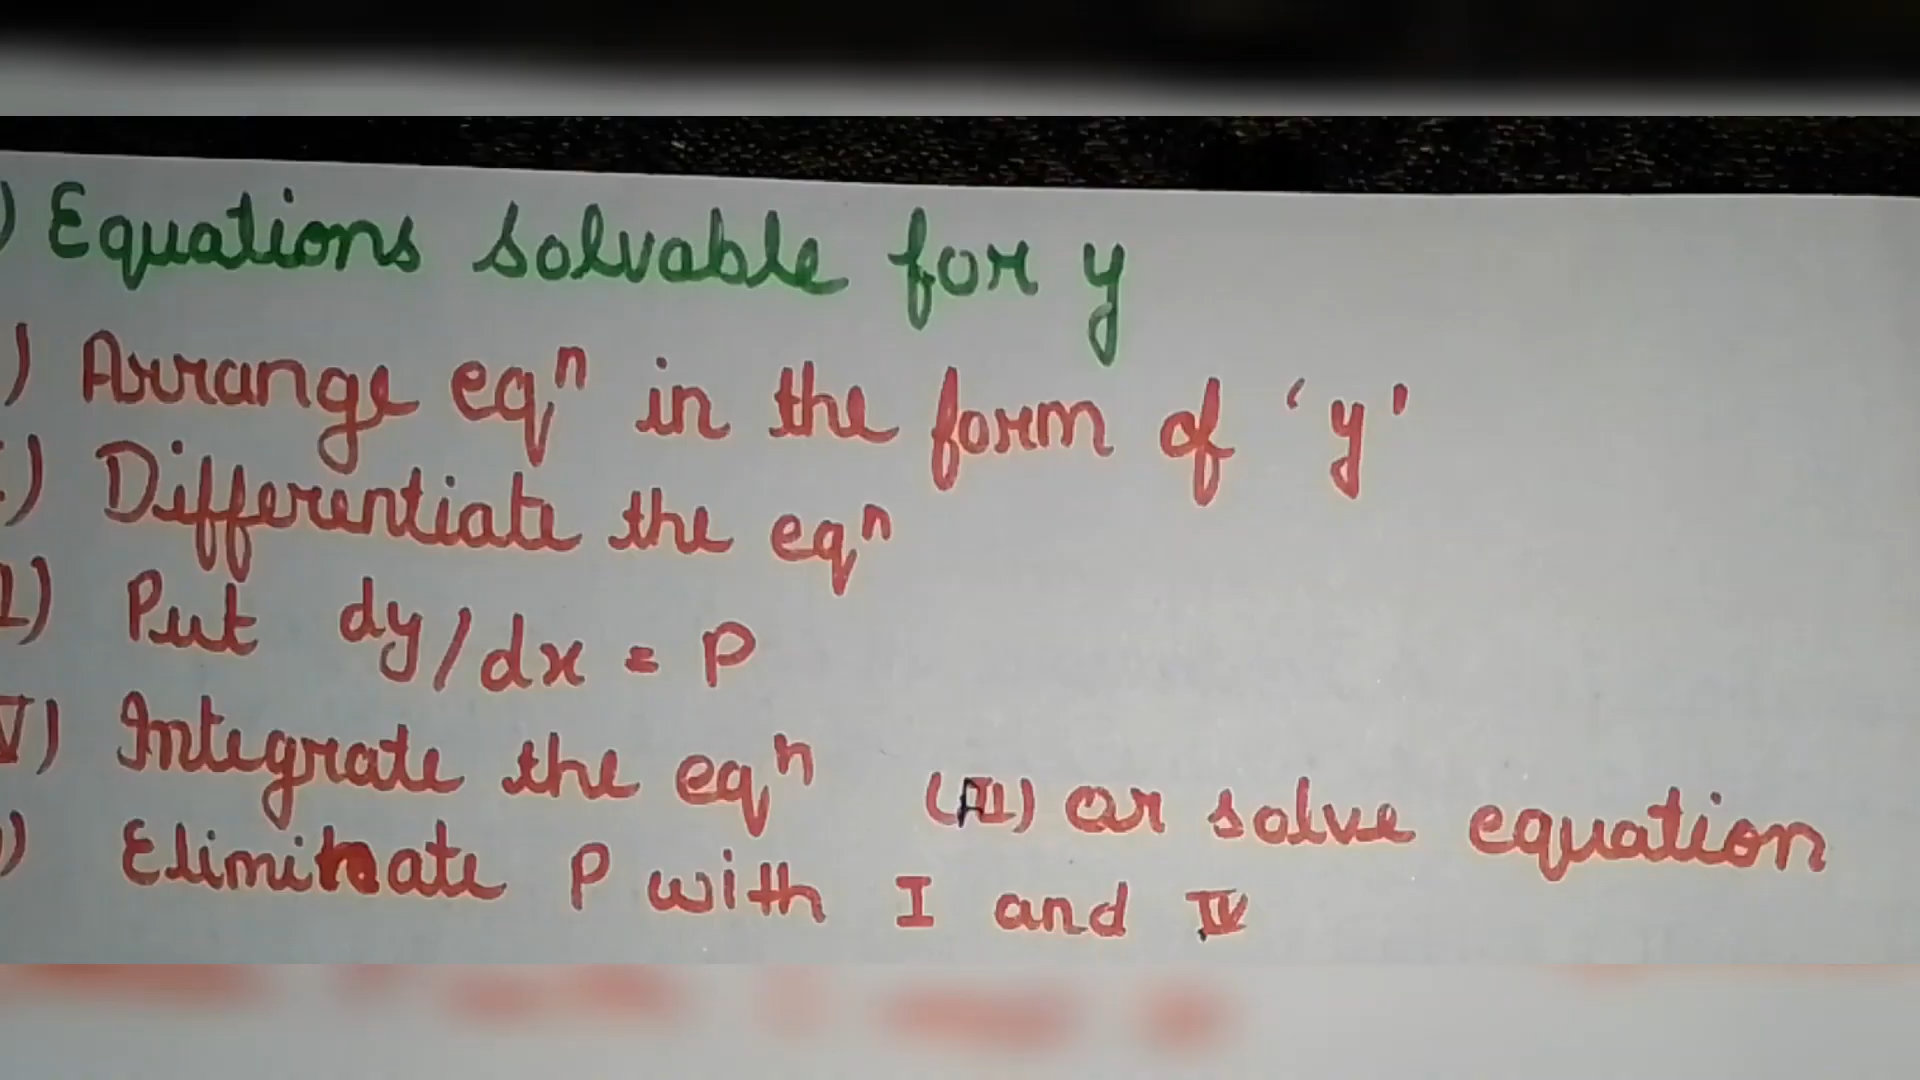 ) Equations solvable for y
) Arrange eqⁿ in the form of 'y'
) Differentiate the eqⁿ
I) Put dy/dx = P
V) Integrate the eqⁿ (III) or solve equation
) Eliminate P with I and IV